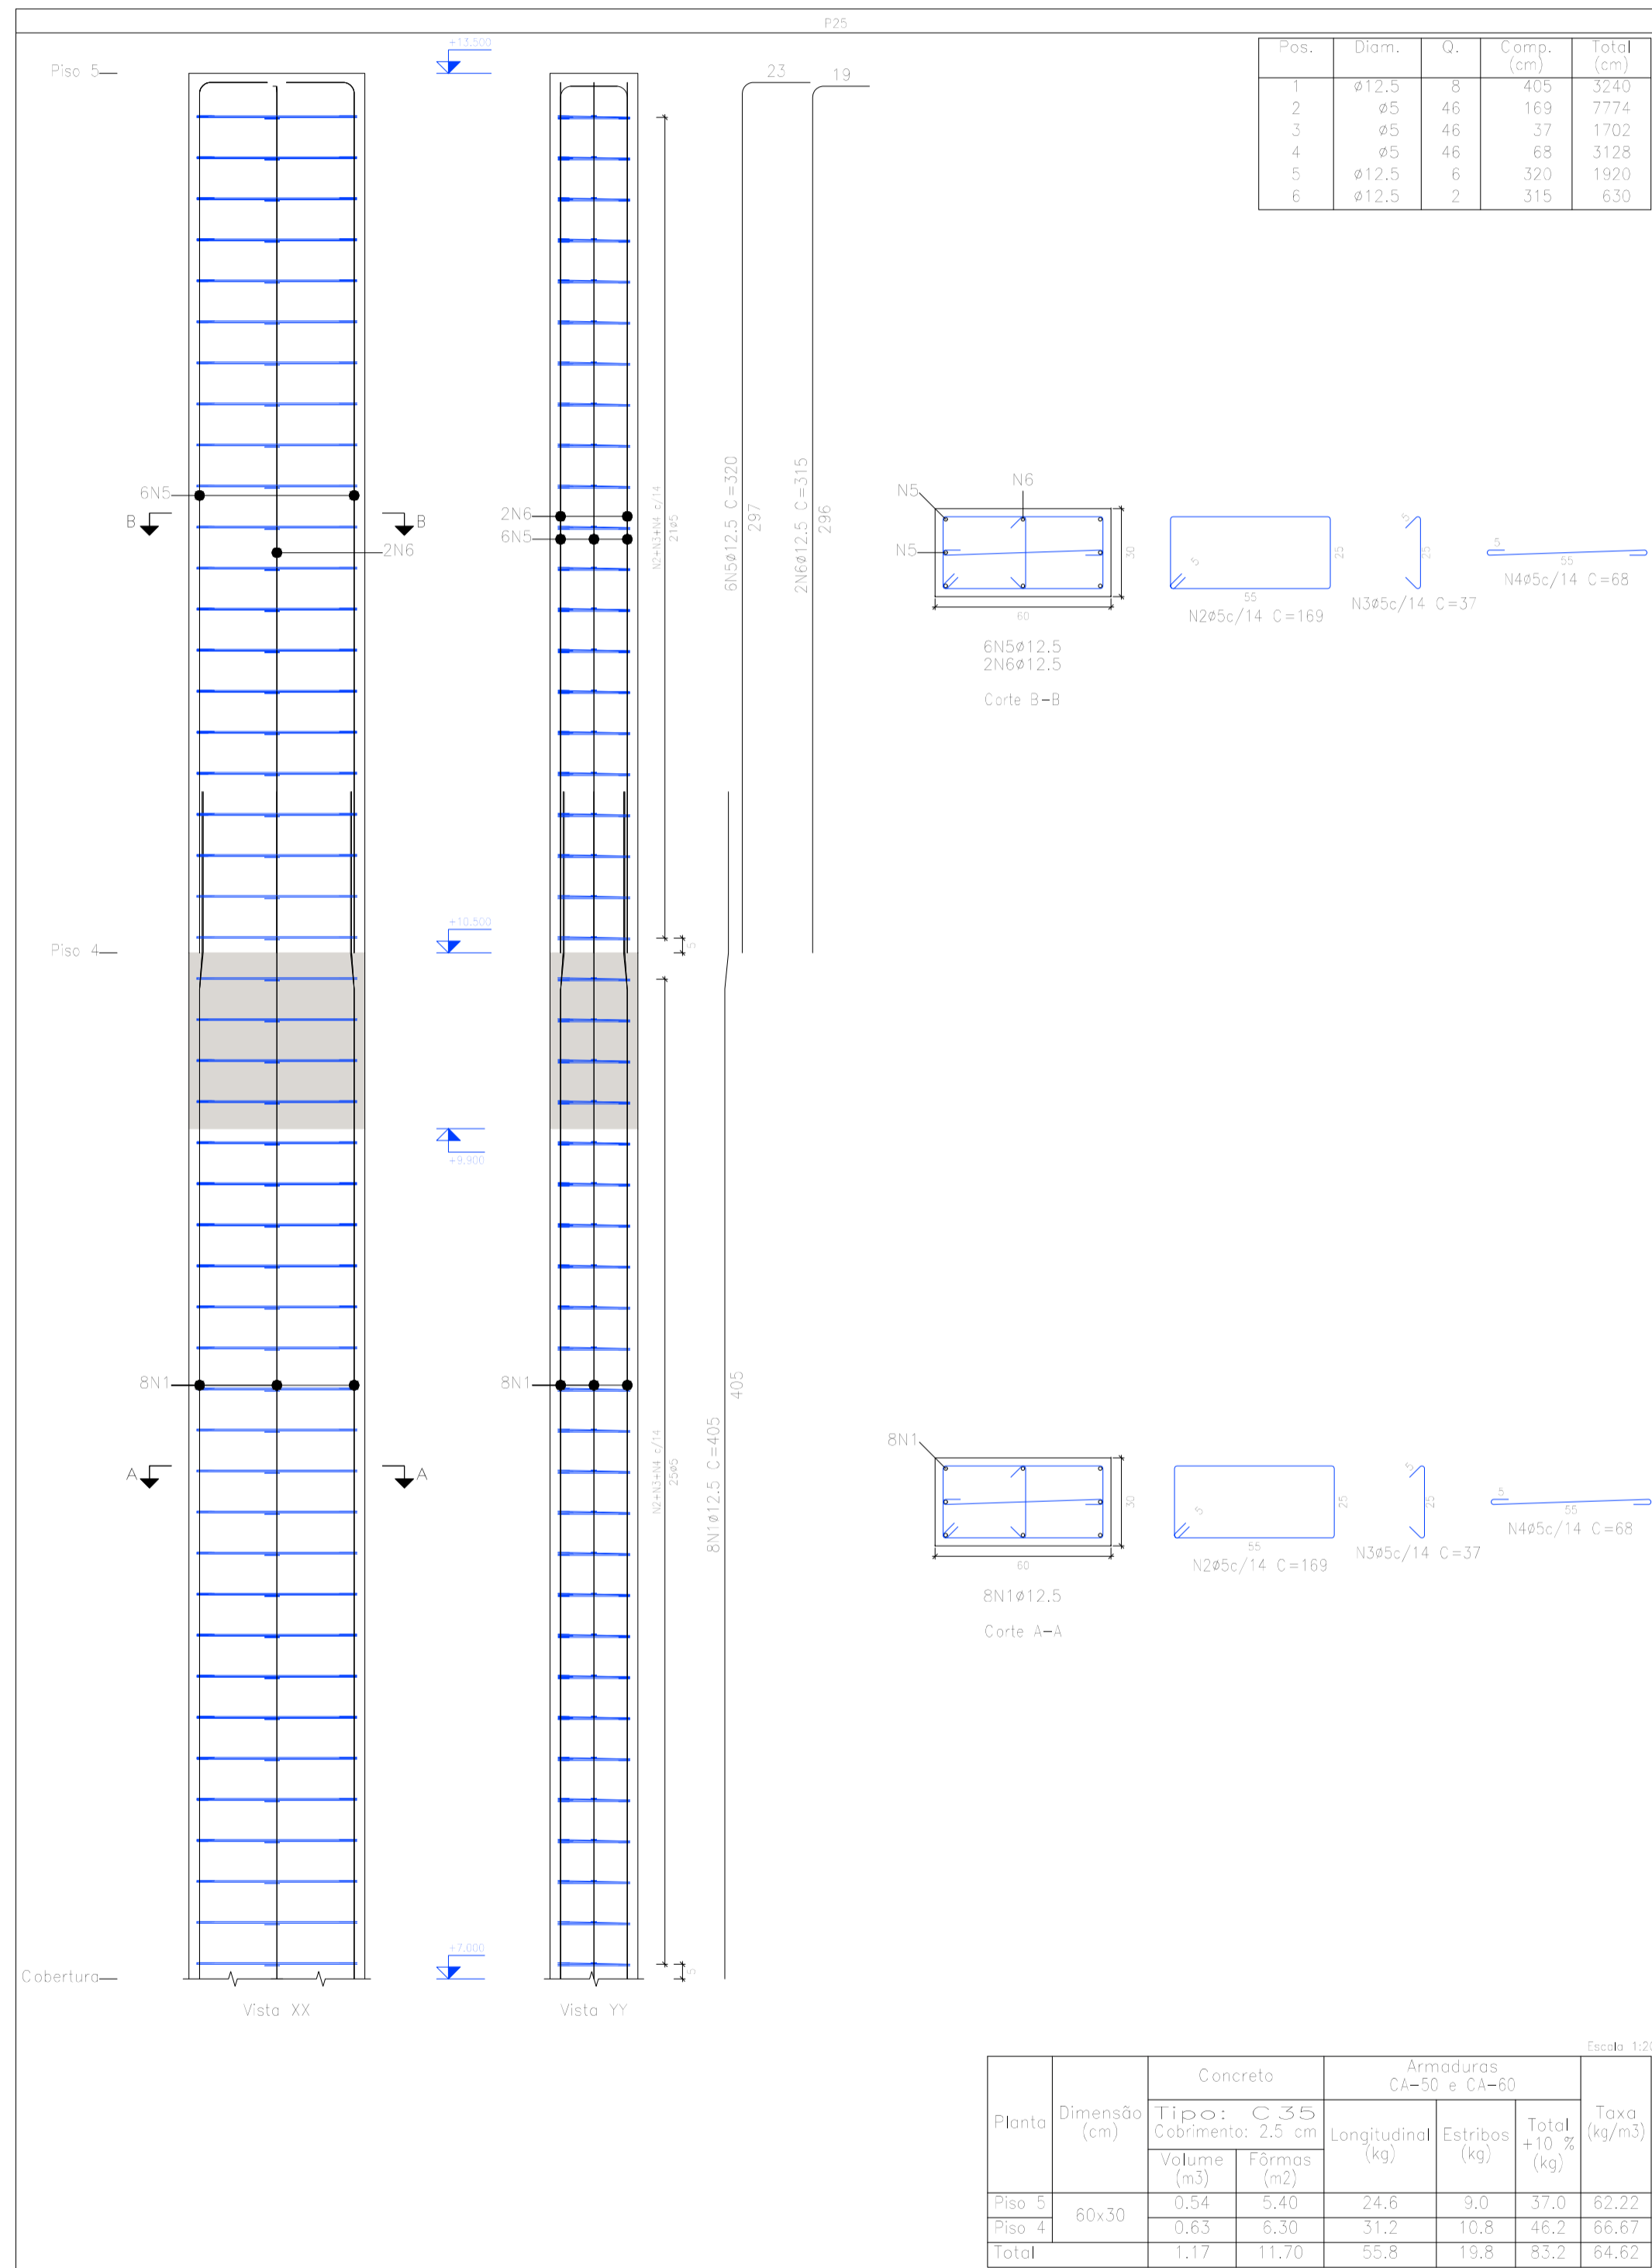 P25
Pos. Diam. Q. Comp. (cm) Total (cm)
1 ø12.5 8 405 3240
2 ø5 46 169 7774
3 ø5 46 37 1702
4 ø5 46 68 3128
5 ø12.5 6 320 1920
6 ø12.5 2 315 630
Piso 5
+13.500
23
19
6N5
B
B
2N6
2N6
6N5
N2+N3+N4 c/14
21ø5
6N5ø12.5 C=320
297
2N6ø12.5 C=315
296
N5
N6
N5
30
60
6N5ø12.5
2N6ø12.5
Corte B-B
5
25
55
N2ø5c/14 C=169
5
25
N3ø5c/14 C=37
5
55
N4ø5c/14 C=68
Piso 4
+10.500
5
+9.900
8N1
8N1
A
A
N2+N3+N4 c/14
25ø5
8N1ø12.5 C=405
405
8N1
30
60
8N1ø12.5
Corte A-A
5
25
55
N2ø5c/14 C=169
5
25
N3ø5c/14 C=37
5
55
N4ø5c/14 C=68
Cobertura
+7.000
5
Vista XX
Vista YY
Escala 1:20
Planta
Dimensão (cm)
Concreto
Tipo: C 35
Cobrimento: 2.5 cm
Volume (m3)
Fôrmas (m2)
Armaduras
CA-50 e CA-60
Longitudinal (kg)
Estribos (kg)
Total +10 % (kg)
Taxa (kg/m3)
Piso 5 60x30 0.54 5.40 24.6 9.0 37.0 62.22
Piso 4 0.63 6.30 31.2 10.8 46.2 66.67
Total 1.17 11.70 55.8 19.8 83.2 64.62